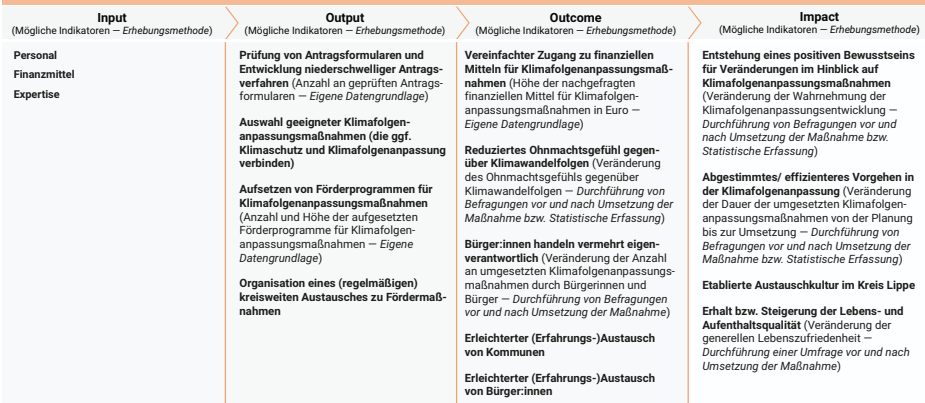 Input
(Mögliche Indikatoren — Erhebungsmethode)
Personal
Finanzmittel
Expertise
Output
(Mögliche Indikatoren — Erhebungsmethode)
Prüfung von Antragsformularen und
Entwicklung niederschwelliger Antrags-
verfahren (Anzahl an geprüften Antrags-
formularen — Eigene Datengrundlage)
Auswahl geeigneter Klimafolgen-
anpassungsmaßnahmen (die ggf.
Klimaschutz und Klimafolgenanpassung
verbinden)
Aufsetzen von Förderprogrammen für
Klimafolgenanpassungsmaßnahmen
(Anzahl und Höhe der aufgesetzten
Förderprogramme für Klimafolgen-
anpassungsmaßnahmen — Eigene
Datengrundlage)
Organisation eines (regelmäßigen)
kreisweiten Austausches zu Fördermaß-
nahmen
Outcome
(Mögliche Indikatoren — Erhebungsmethode)
Vereinfachter Zugang zu finanziellen
Mitteln für Klimafolgenanpassungsmaß-
nahmen (Höhe der nachgefragten
finanziellen Mittel für Klimafolgen-
anpassungsmaßnahmen in Euro —
Eigene Datengrundlage)
Reduziertes Ohnmachtsgefühl gegen-
über Klimawandelfolgen (Veränderung
des Ohnmachtsgefühls gegenüber
Klimawandelfolgen — Durchführung von
Befragungen vor und nach Umsetzung der
Maßnahme bzw. Statistische Erfassung)
Bürger:innen handeln vermehrt eigen-
verantwortlich (Veränderung der Anzahl
an umgesetzten Klimafolgenanpassungs-
maßnahmen durch Bürgerinnen und
Bürger — Durchführung von Befragungen
vor und nach Umsetzung der Maßnahme)
Erleichterter (Erfahrungs-)Austausch
von Kommunen
Erleichterter (Erfahrungs-)Austausch
von Bürger:innen
Impact
(Mögliche Indikatoren — Erhebungsmethode)
Entstehung eines positiven Bewusstseins
für Veränderungen im Hinblick auf
Klimafolgenanpassungsmaßnahmen
(Veränderung der Wahrnehmung der
Klimafolgenanpassungsentwicklung —
Durchführung von Befragungen vor und
nach Umsetzung der Maßnahme bzw.
Statistische Erfassung)
Abgestimmtes/ effizienteres Vorgehen in
der Klimafolgenanpassung (Veränderung
der Dauer der umgesetzten Klimafolgen-
anpassungsmaßnahmen von der Planung
bis zur Umsetzung — Durchführung von
Befragungen vor und nach Umsetzung der
Maßnahme bzw. Statistische Erfassung)
Etablierte Austauschkultur im Kreis Lippe
Erhalt bzw. Steigerung der Lebens- und
Aufenthaltsqualität (Veränderung der
generellen Lebenszufriedenheit —
Durchführung einer Umfrage vor und nach
Umsetzung der Maßnahme)